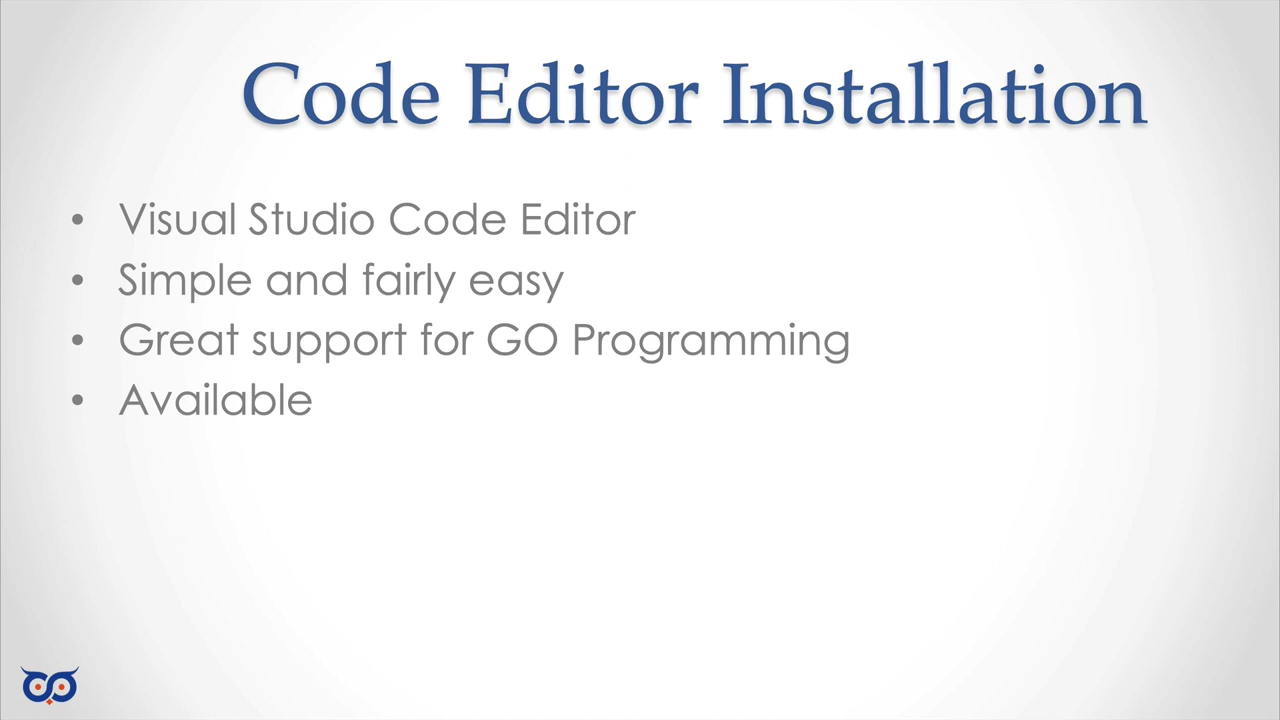 Code Editor Installation
• Visual Studio Code Editor
• Simple and fairly easy
• Great support for GO Programming
• Available